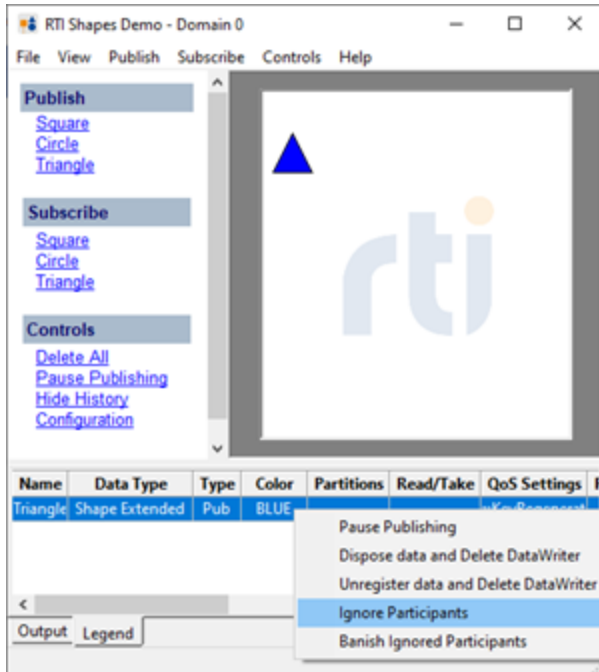 RTI Shapes Demo - Domain 0
File View Publish Subscribe Controls Help
Publish
Square
Circle
Triangle
Subscribe
Square
Circle
Triangle
Controls
Delete All
Pause Publishing
Hide History
Configuration
rti
Name Data Type Type Color Partitions Read/Take QoS Settings
Triangle Shape Extended Pub BLUE
Pause Publishing
Dispose data and Delete DataWriter
Unregister data and Delete DataWriter
Ignore Participants
Banish Ignored Participants
Output Legend